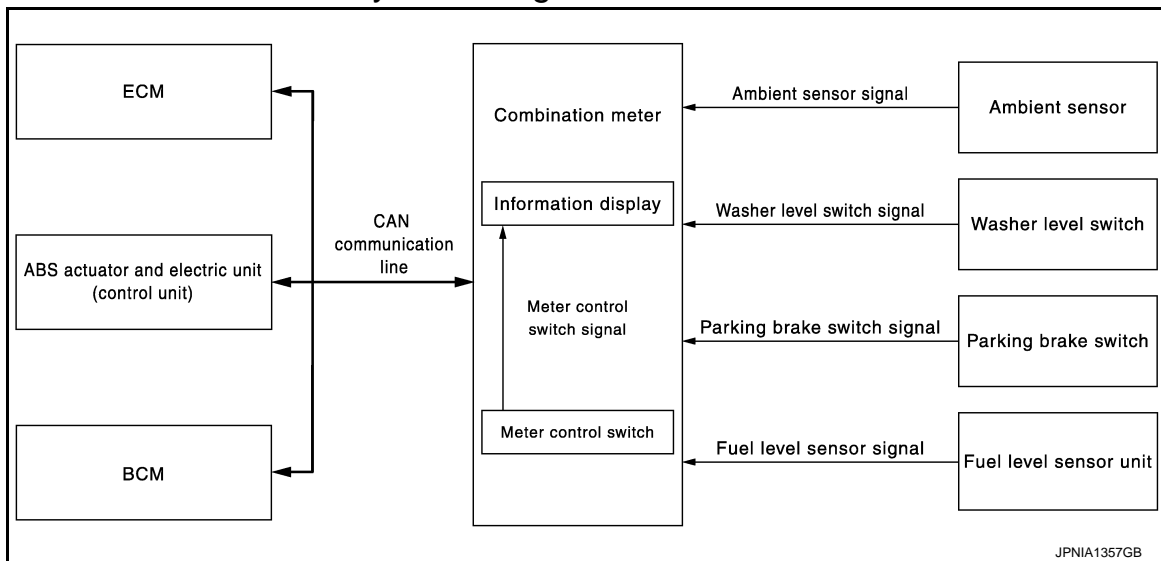 ECM
ABS actuator and electric unit
(control unit)
BCM
CAN
communication
line
Combination meter
Information display
Meter control
switch signal
Meter control switch
Ambient sensor signal
Washer level switch signal
Parking brake switch signal
Fuel level sensor signal
Ambient sensor
Washer level switch
Parking brake switch
Fuel level sensor unit
JPNIA1357GB